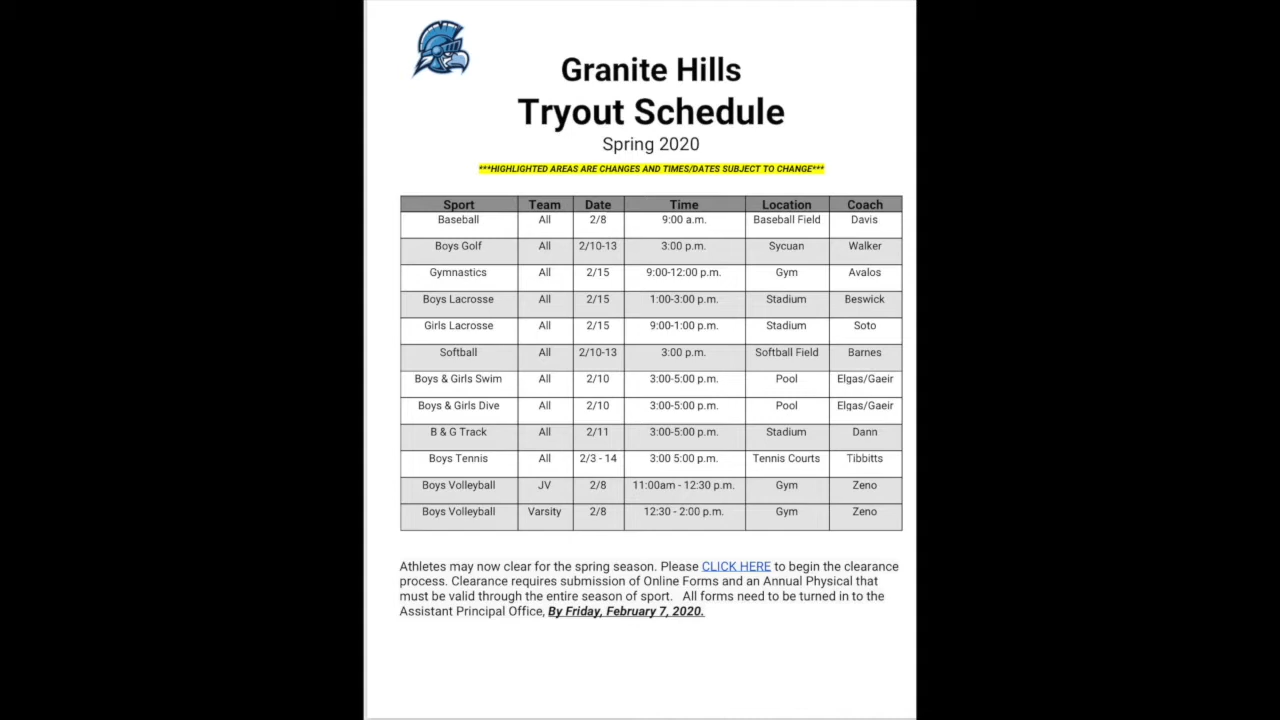 Granite Hills
Tryout Schedule
Spring 2020
***HIGHLIGHTED AREAS ARE CHANGES AND TIMES/DATES SUBJECT TO CHANGE***
Sport Team Date Time Location Coach
Baseball All 2/8 9:00 a.m. Baseball Field Davis
Boys Golf All 2/10-13 3:00 p.m. Sycuan Walker
Gymnastics All 2/15 9:00-12:00 p.m. Gym Avalos
Boys Lacrosse All 2/15 1:00-3:00 p.m. Stadium Beswick
Girls Lacrosse All 2/15 9:00-1:00 p.m. Stadium Soto
Softball All 2/10-13 3:00 p.m. Softball Field Barnes
Boys & Girls Swim All 2/10 3:00-5:00 p.m. Pool Elgas/Gaeir
Boys & Girls Dive All 2/10 3:00-5:00 p.m. Pool Elgas/Gaeir
B & G Track All 2/11 3:00-5:00 p.m. Stadium Dann
Boys Tennis All 2/3 - 14 3:00 5:00 p.m. Tennis Courts Tibbitts
Boys Volleyball JV 2/8 11:00am - 12:30 p.m. Gym Zeno
Boys Volleyball Varsity 2/8 12:30 - 2:00 p.m. Gym Zeno
Athletes may now clear for the spring season. Please CLICK HERE to begin the clearance
process. Clearance requires submission of Online Forms and an Annual Physical that
must be valid through the entire season of sport. All forms need to be turned in to the
Assistant Principal Office, By Friday, February 7, 2020.